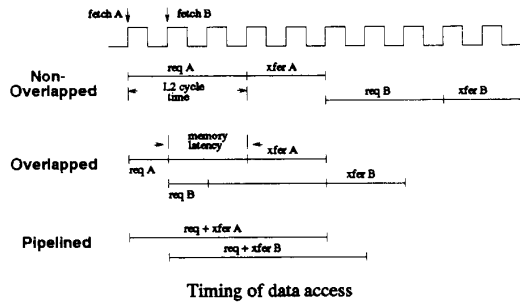 fetch A fetch B
Non-
Overlapped
req A xfer A
L2 cycle
time
req B xfer B
memory
latency
Overlapped
xfer A
req A
xfer B
req B
Pipelined
req + xfer A
req + xfer B
Timing of data access